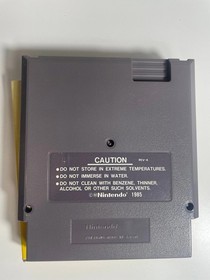 CAUTION
REV-A
• DO NOT STORE IN EXTREME TEMPERATURES.
• DO NOT IMMERSE IN WATER.
• DO NOT CLEAN WITH BENZENE, THINNER,
ALCOHOL OR OTHER SUCH SOLVENTS.
©Nintendo 1985
Nintendo